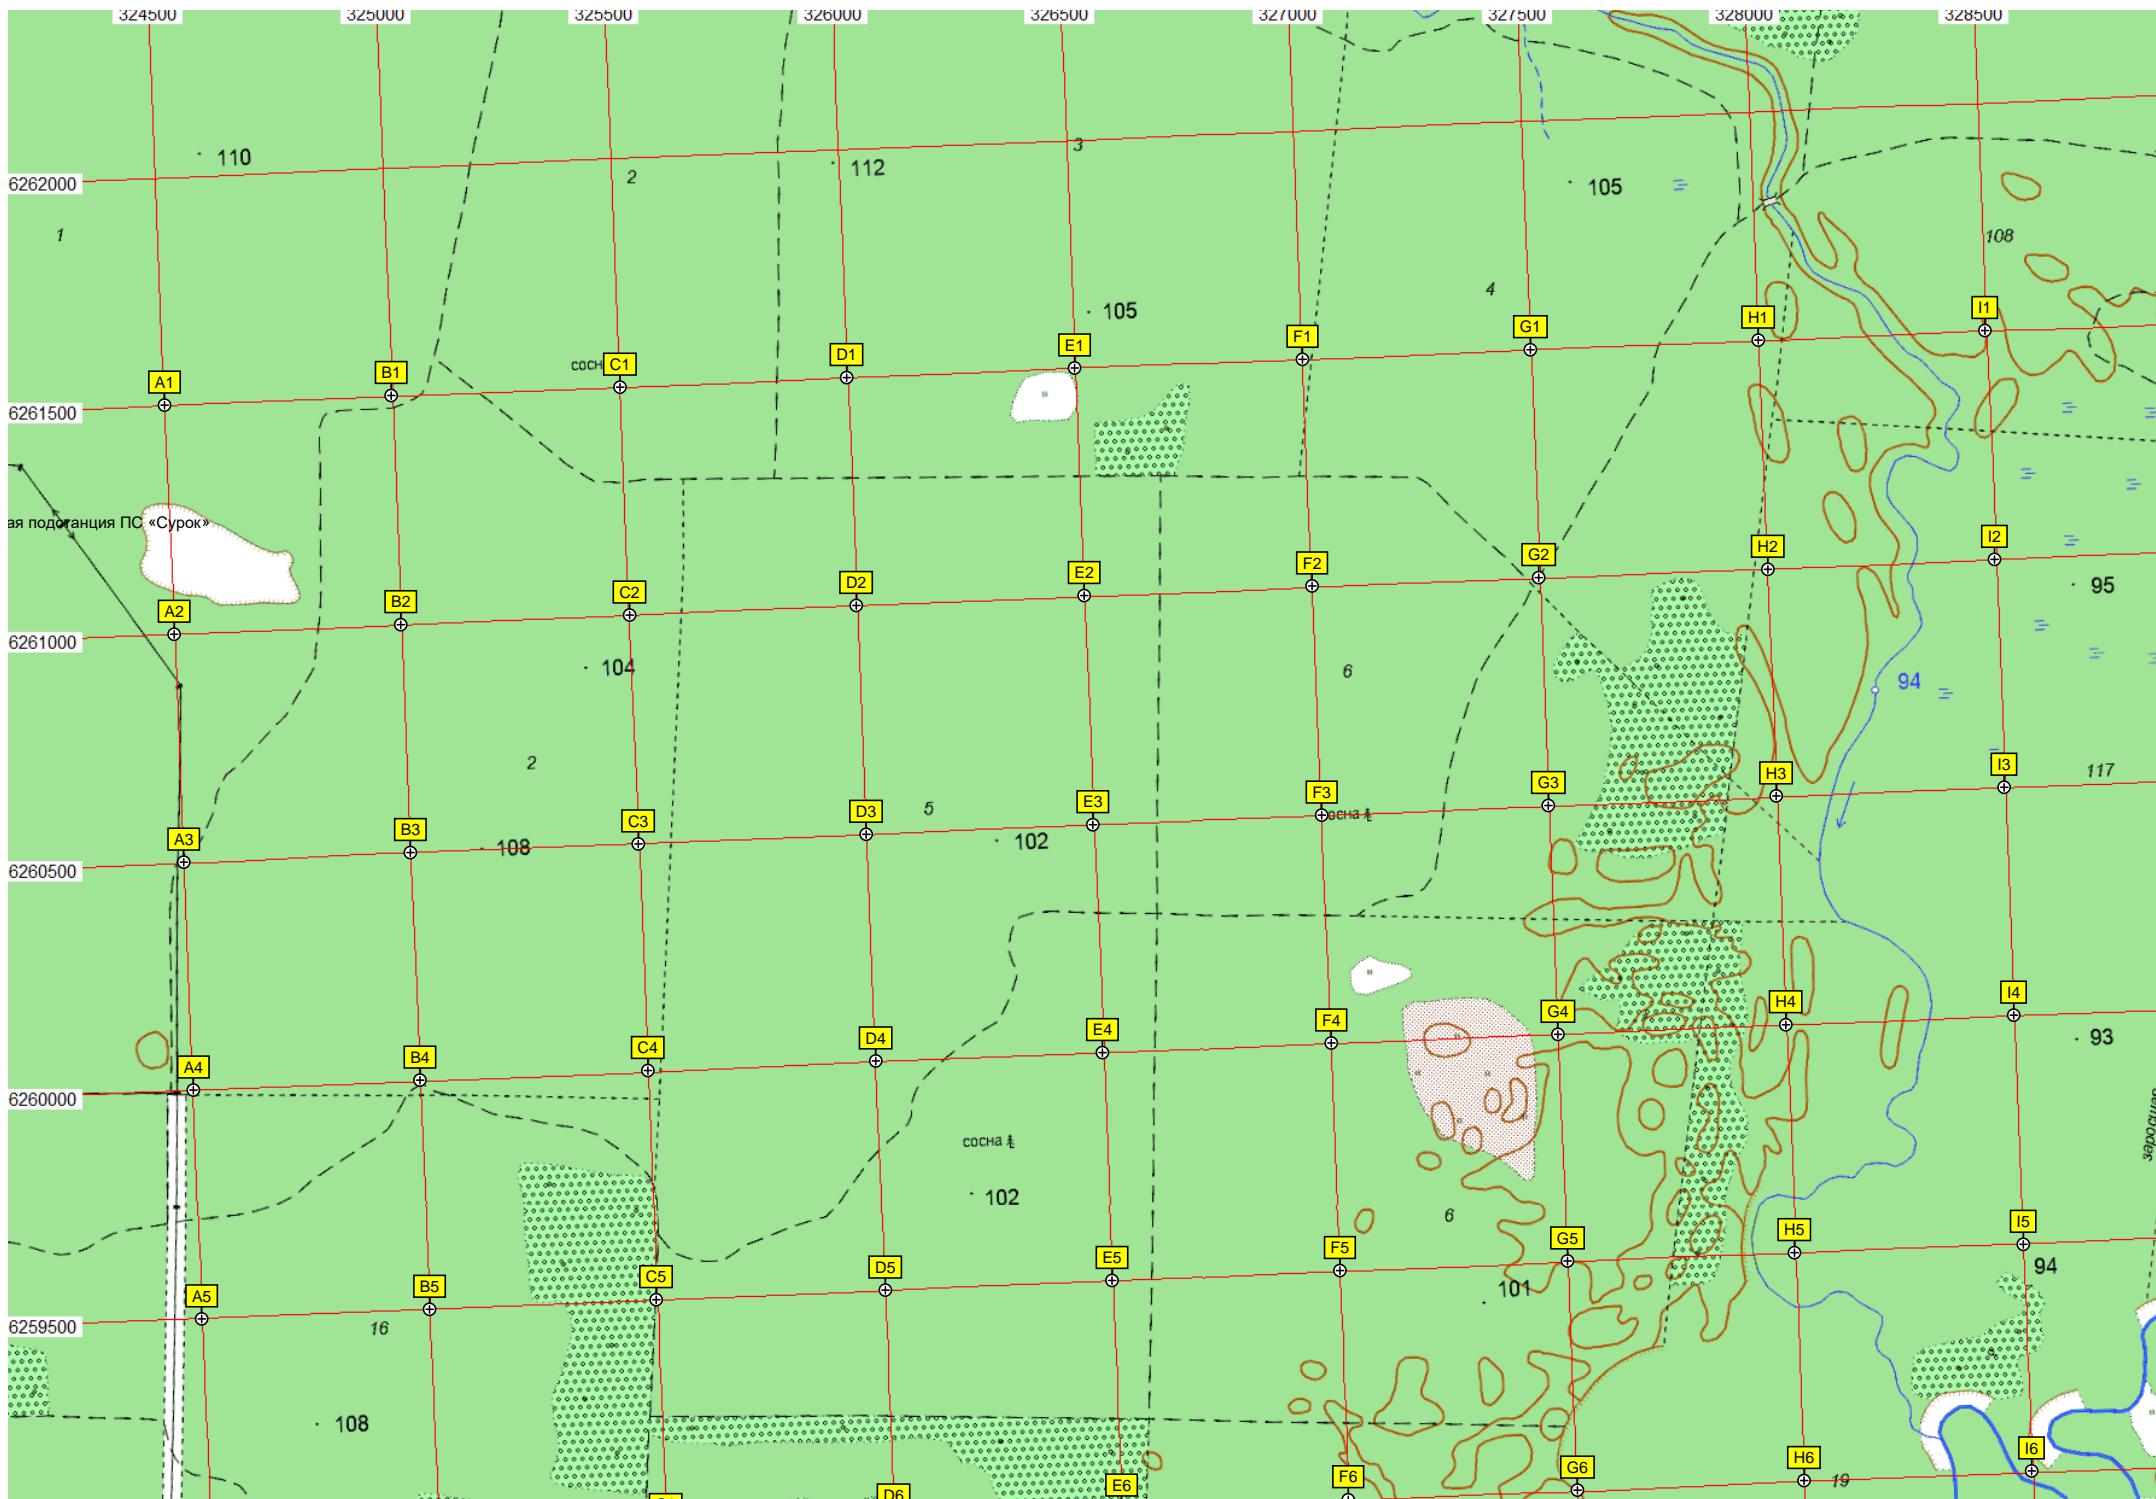 324500 325000 325500 326000 326500 327000 327500 328000 328500
110 2 112 3 105
6262000
1 108
4
105
A1 B1 C1 D1 E1 F1 G1 H1 I1
сосн
6261500
ая подстанция ПС «Сурок»
A2 B2 C2 D2 E2 F2 G2 H2 I2
95
6261000
104 6 94
2 5 117
A3 B3 C3 D3 E3 F3 G3 H3 I3
сосна
108 102
6260500
A4 B4 C4 D4 E4 F4 G4 H4 I4
93
6260000
сосна
102 6
A5 B5 C5 D5 E5 F5 G5 H5 I5
101 94
6259500
16
108
D6 E6 F6 G6 H6 I6
19